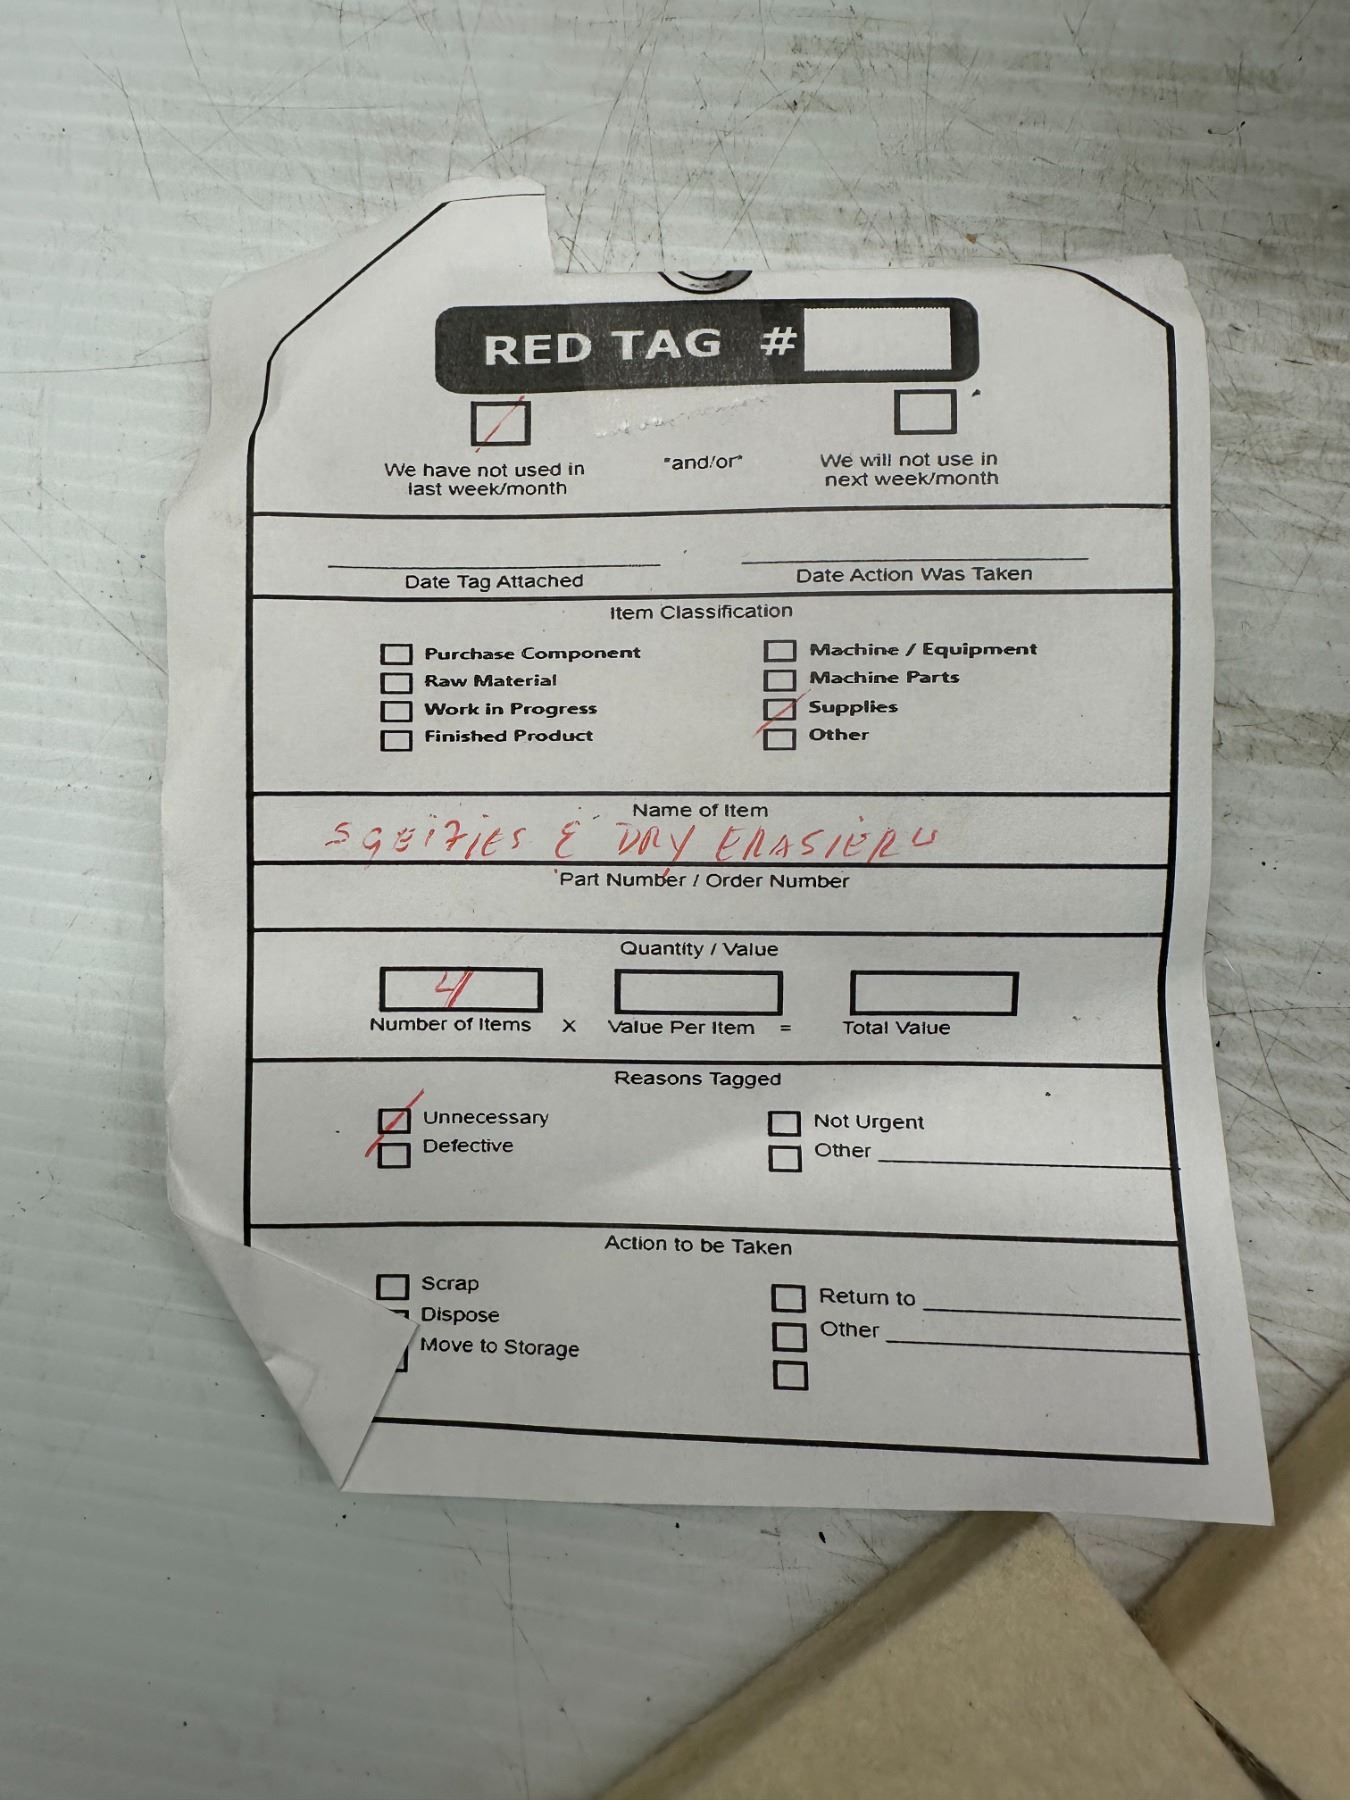 RED TAG #
We have not used in
last week/month
"and/or"
We will not use in
next week/month
Date Tag Attached
Date Action Was Taken
Item Classification
Purchase Component
Raw Material
Work in Progress
Finished Product
Machine / Equipment
Machine Parts
Supplies
Other
Name of Item
& DRY
Part Number / Order Number
Quantity / Value
4
Number of Items X Value Per Item = Total Value
Reasons Tagged
Unnecessary
Defective
Not Urgent
Other
Action to be Taken
Scrap
Dispose
Move to Storage
Return to
Other